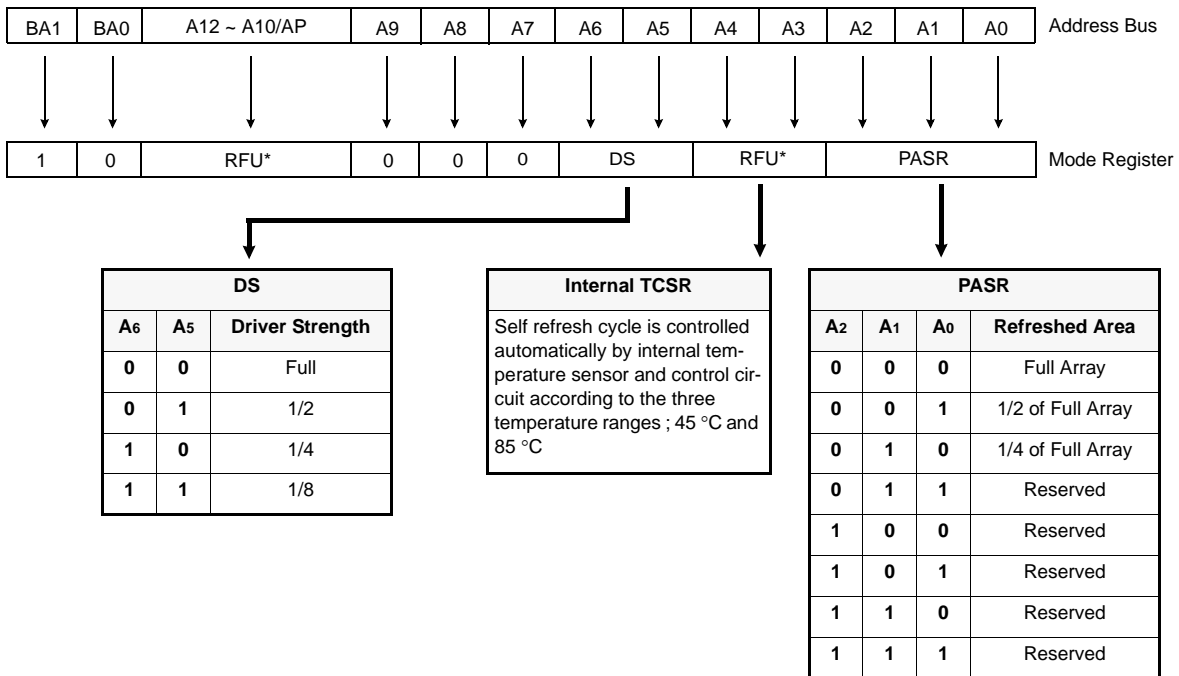 BA1 BA0 A12 ~ A10/AP A9 A8 A7 A6 A5 A4 A3 A2 A1 A0 Address Bus
1 0 RFU* 0 0 0 DS RFU* PASR Mode Register
DS
A6 A5 Driver Strength
0 0 Full
0 1 1/2
1 0 1/4
1 1 1/8
Internal TCSR
Self refresh cycle is controlled
automatically by internal tem-
perature sensor and control cir-
cuit according to the three
temperature ranges ; 45 °C and
85 °C
PASR
A2 A1 A0 Refreshed Area
0 0 0 Full Array
0 0 1 1/2 of Full Array
0 1 0 1/4 of Full Array
0 1 1 Reserved
1 0 0 Reserved
1 0 1 Reserved
1 1 0 Reserved
1 1 1 Reserved